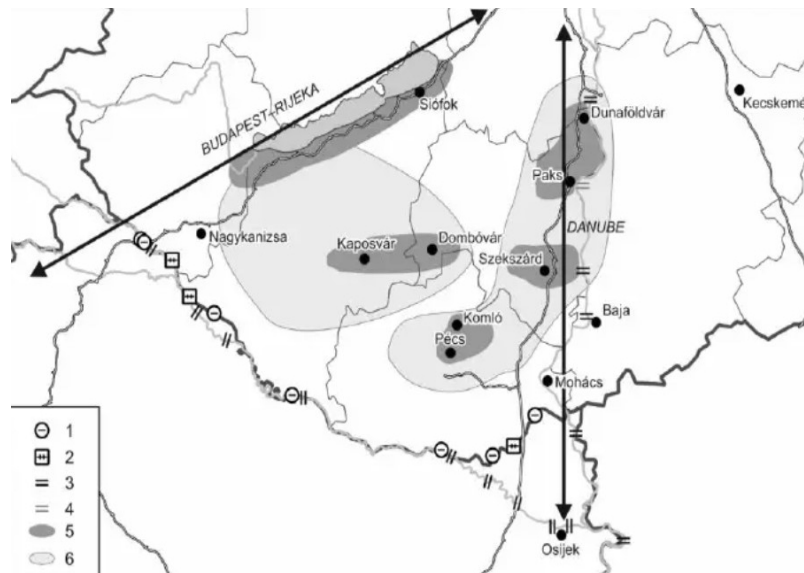 BUDAPEST–RIJEKA
Siófok
Kecskemé
Dunaföldvár
Paks
DANUBE
Nagykanizsa
Kaposvár
Dombóvár
Szekszárd
Komló
Pécs
Baja
Mohács
Osijek
1
2
3
4
5
6